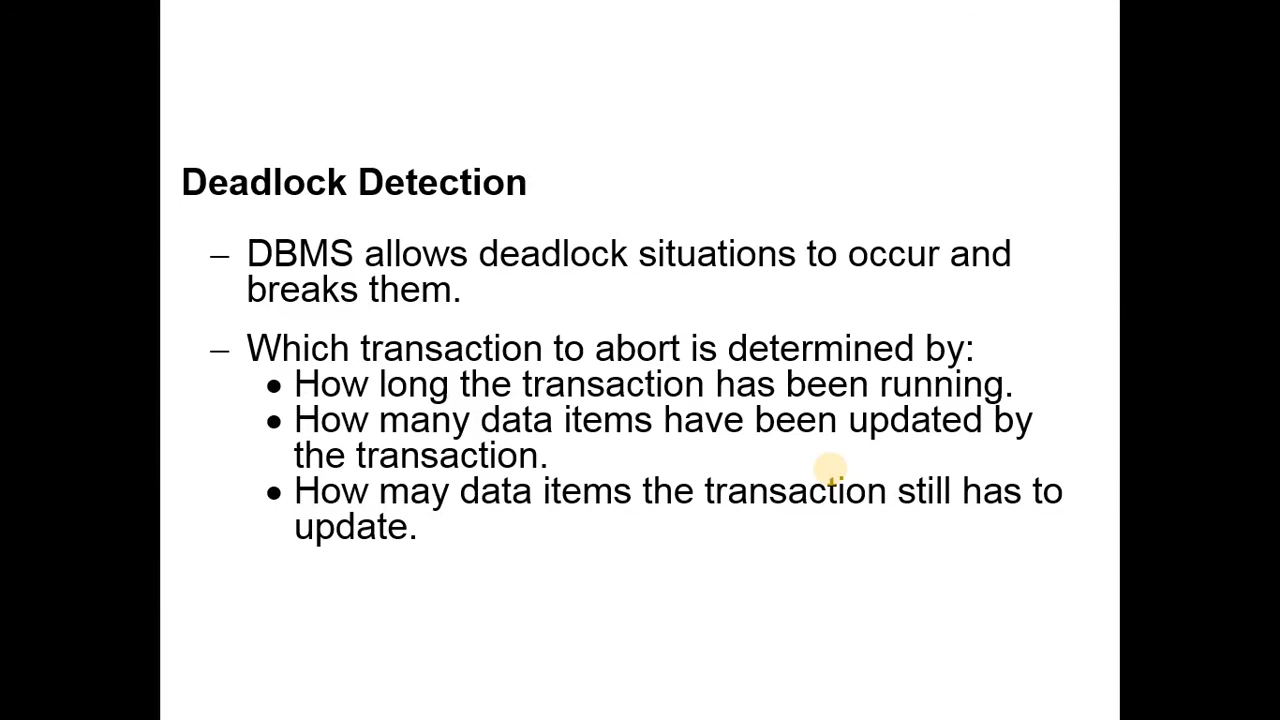 Deadlock Detection
– DBMS allows deadlock situations to occur and
breaks them.
– Which transaction to abort is determined by:
• How long the transaction has been running.
• How many data items have been updated by
the transaction.
• How may data items the transaction still has to
update.